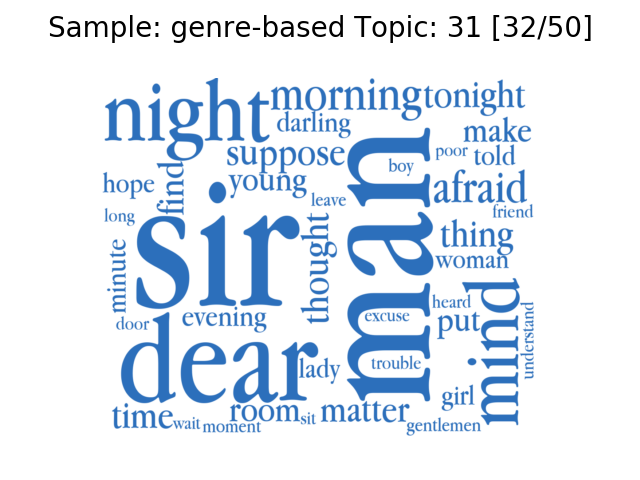 Sample: genre-based Topic: 31 [32/50]
night
morning
tonight
darling
make
suppose
boy
poor
told
hope
find
young
afraid
long
leave
friend
sir
man
thing
minute
thought
woman
door
evening
excuse
heard
put
mind
understand
dear
lady
trouble
girl
time
wait
moment
room
sit
matter
gentlemen